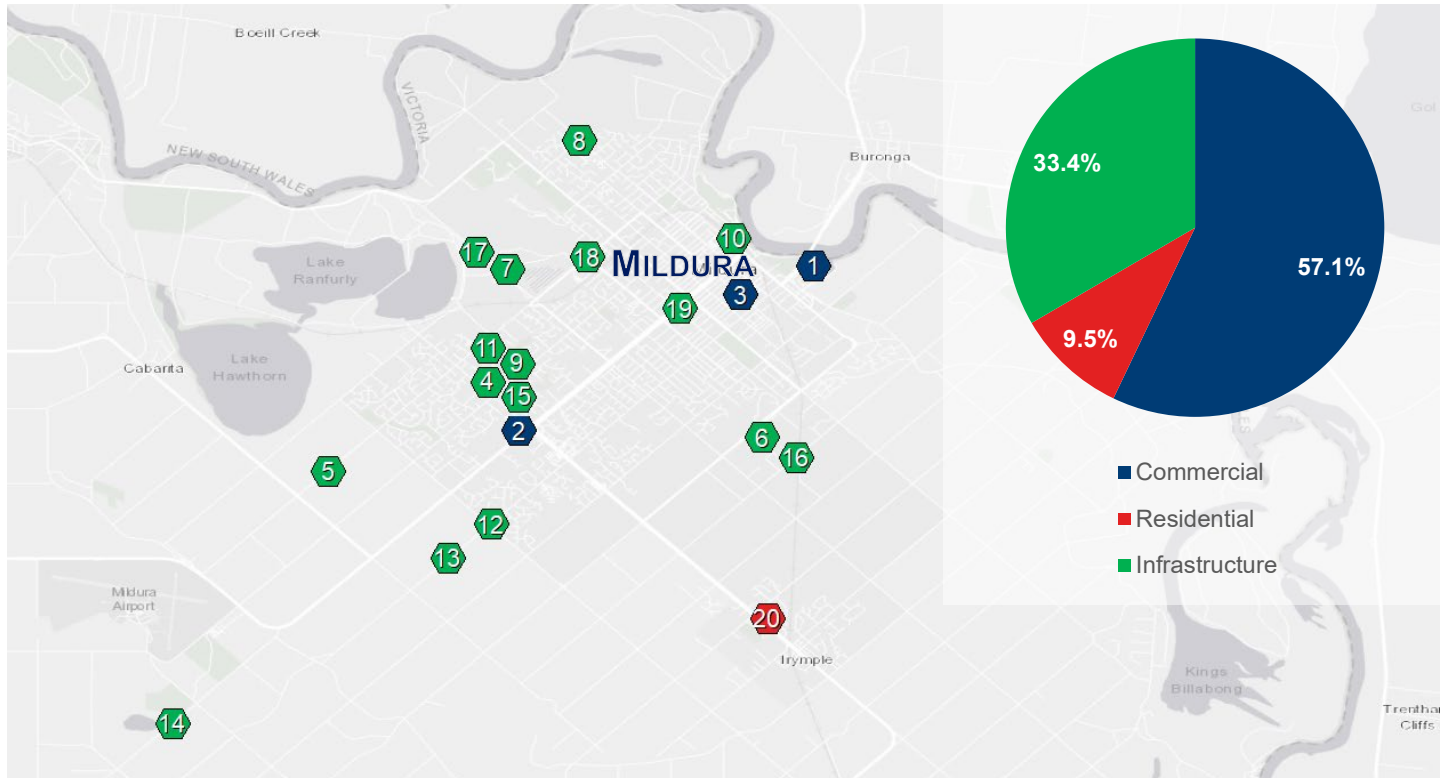 Boeill Creek
VICTORIA
NEW SOUTH WALES
8
Buronga
Gol
33.4%
57.1%
9.5%
10
17
18
7
MILDURA
1
3
19
Lake
Ranfurly
11
9
4
15
2
Cabarita
Lake
Hawthorn
6
16
5
12
13
Commercial
Residential
Infrastructure
Mildura
Airport
20
Irymple
Kings
Billabong
14
Trentham
Cliffs